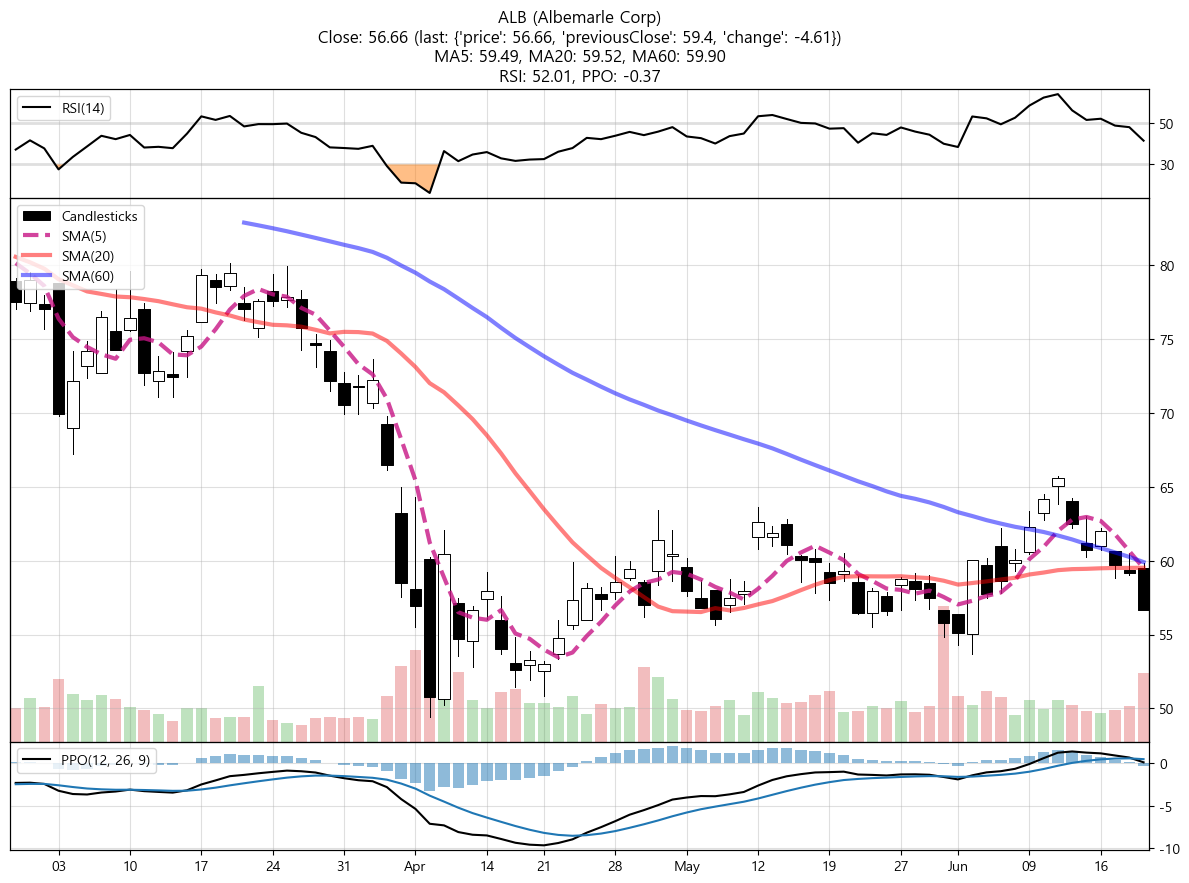 ALB (Albemarle Corp)
Close: 56.66 (last: {'price': 56.66, 'previousClose': 59.4, 'change': -4.61})
MA5: 59.49, MA20: 59.52, MA60: 59.90
RSI: 52.01, PPO: -0.37
RSI(14)
50
30
Candlesticks
SMA(5)
SMA(20)
SMA(60)
80
75
70
65
60
55
50
PPO(12, 26, 9)
0
-5
-10
03 10 17 24 31 Apr 14 21 28 May 12 19 27 Jun 09 16